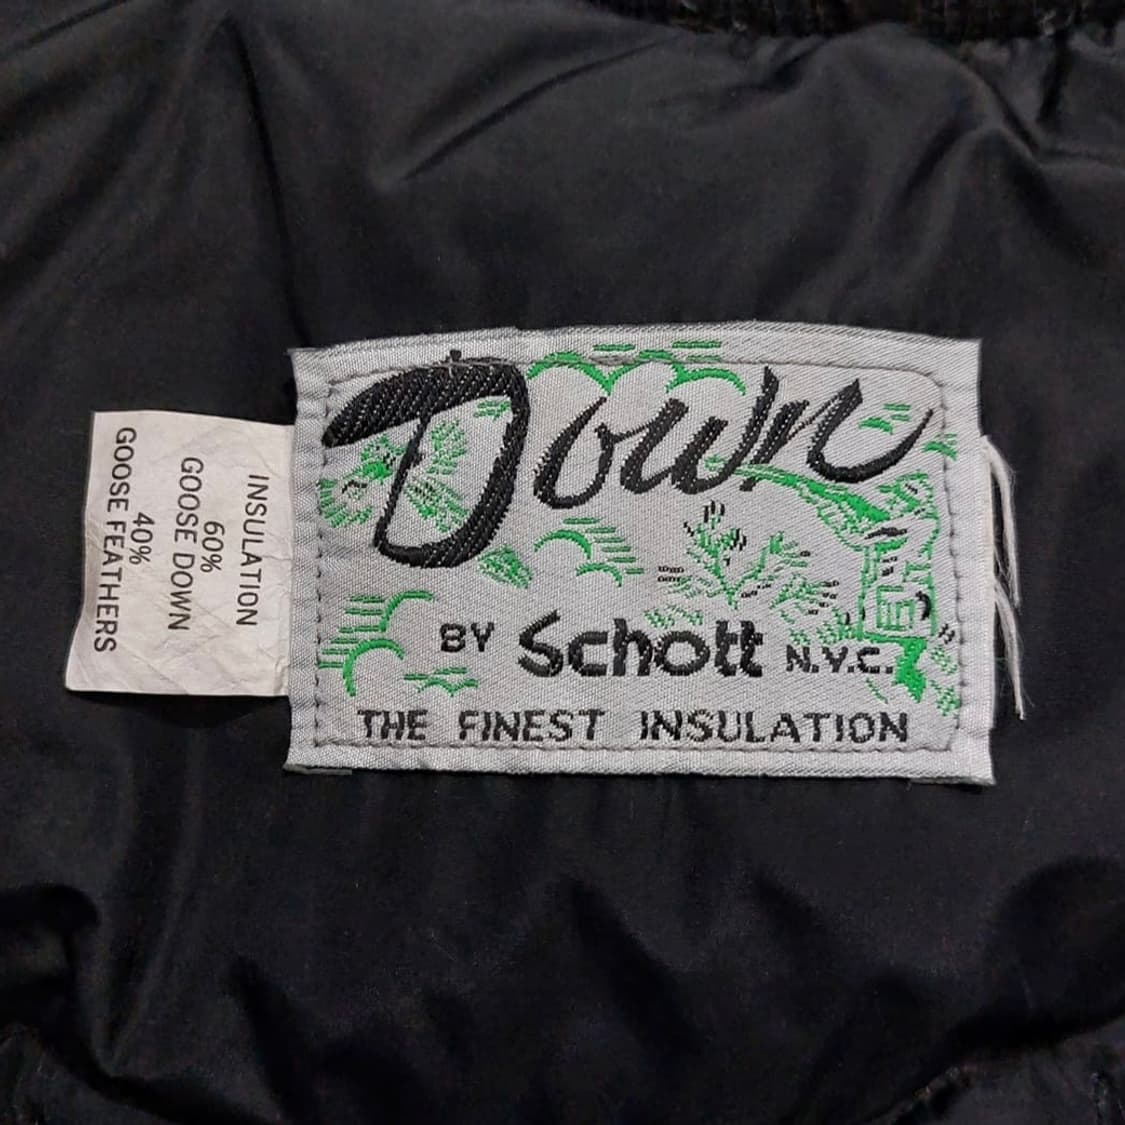 Down
BY Schott N.Y.C.
THE FINEST INSULATION
INSULATION
60%
GOOSE DOWN
40%
GOOSE FEATHERS